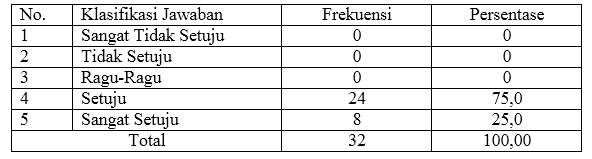 No. Klasifikasi Jawaban Frekuensi Persentase
1 Sangat Tidak Setuju 0 0
2 Tidak Setuju 0 0
3 Ragu-Ragu 0 0
4 Setuju 24 75,0
5 Sangat Setuju 8 25,0
Total 32 100,00